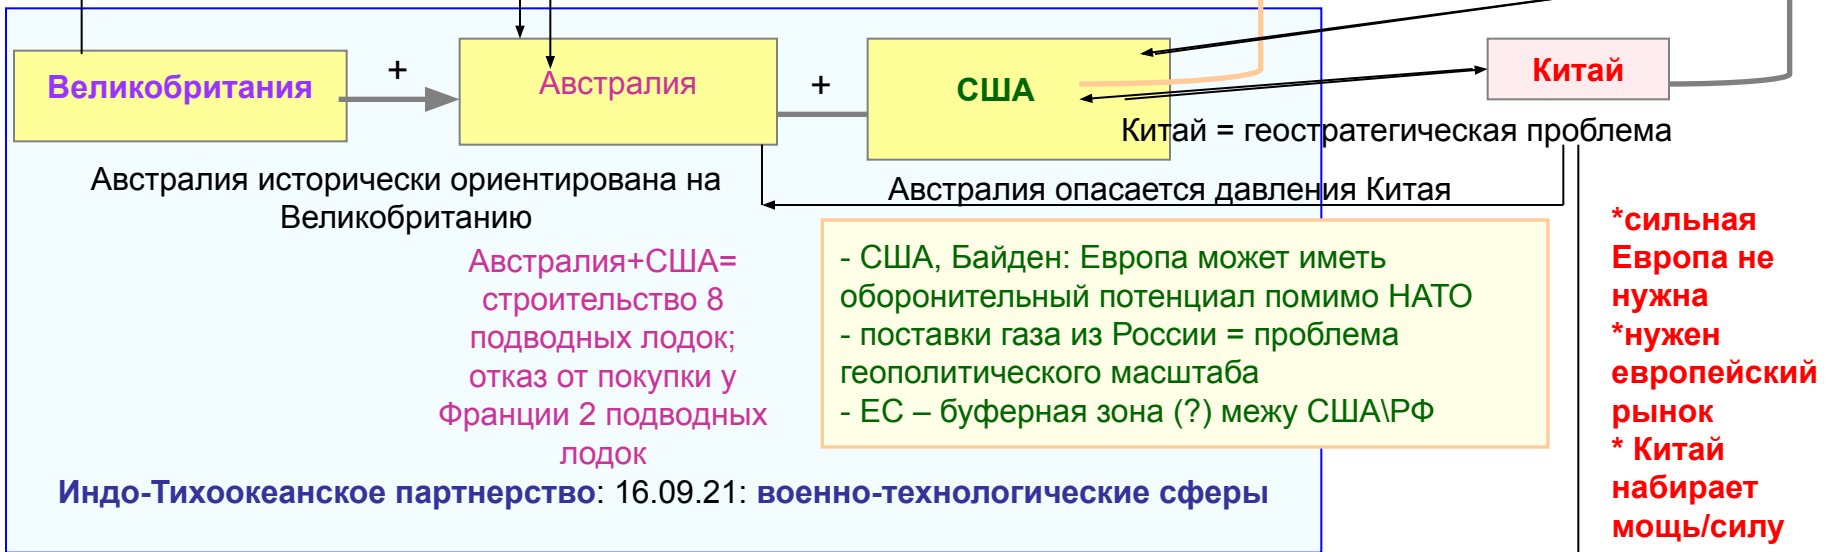 Великобритания
+
Австралия
+
США
Китай
Китай = геостратегическая проблема
Австралия исторически ориентирована на
Великобританию
Австралия опасается давления Китая
Австралия+США=
строительство 8
подводных лодок;
отказ от покупки у
Франции 2 подводных
лодок
- США, Байден: Европа может иметь
оборонительный потенциал помимо НАТО
- поставки газа из России = проблема
геополитического масштаба
- ЕС – буферная зона (?) межу США\РФ
*сильная
Европа не
нужна
*нужен
европейский
рынок
* Китай
набирает
мощь/силу
Индо-Тихоокеанское партнерство: 16.09.21: военно-технологические сферы